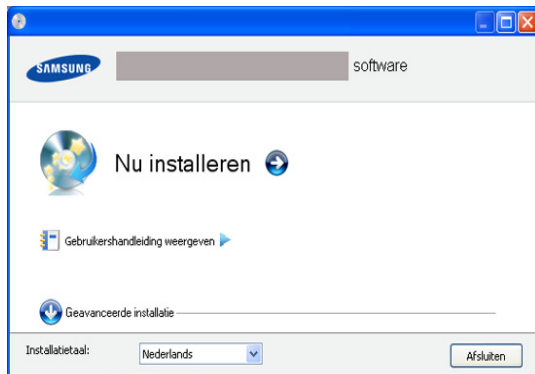 SAMSUNG software
Nu installeren
Gebruikershandleiding weergeven
Geavanceerde installatie
Installatietaal: Nederlands Afsluiten